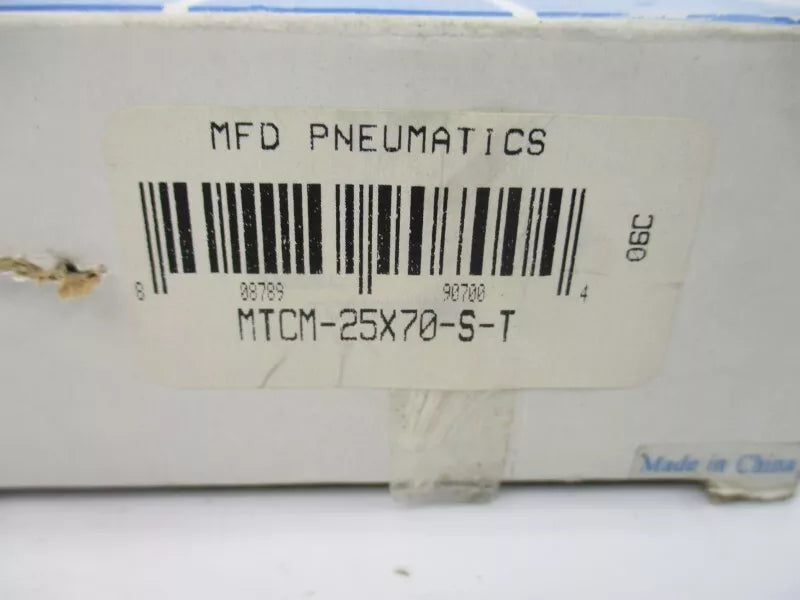 MFD PNEUMATICS
06C
8 08789 90700 4
MTCM-25X70-S-T
Made in China